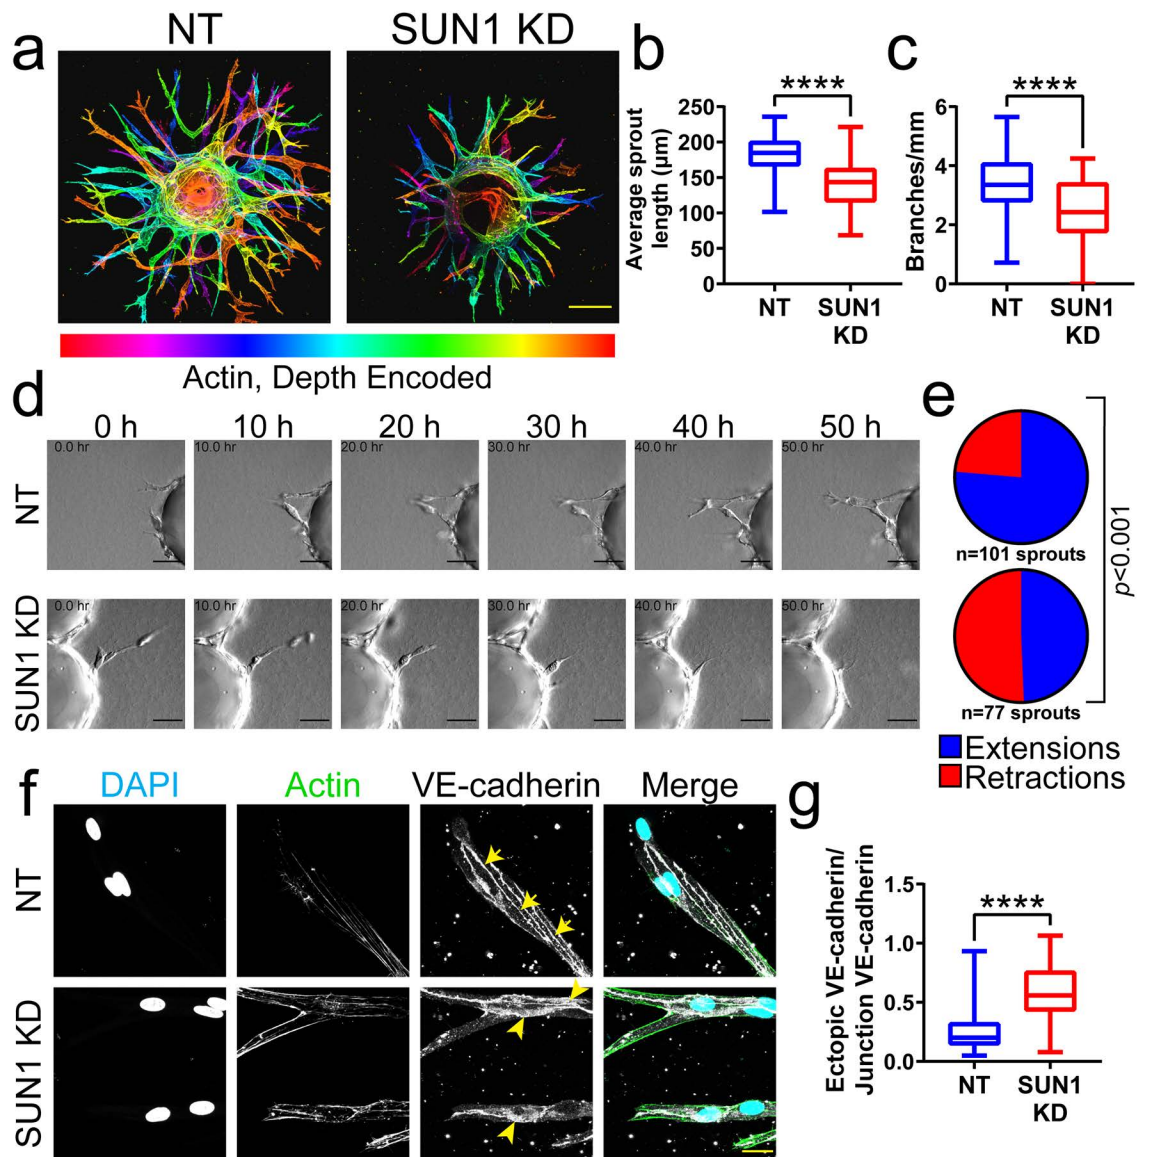 a
NT
SUN1 KD
Actin, Depth Encoded
b
****
Average sprout
length (µm)
250
200
150
100
50
0
NT
SUN1
KD
c
****
Branches/mm
6
4
2
0
NT
SUN1
KD
d
0 h
10 h
20 h
30 h
40 h
50 h
NT
0.0 hr
10.0 hr
20.0 hr
30.0 hr
40.0 hr
50.0 hr
SUN1 KD
0.0 hr
10.0 hr
20.0 hr
30.0 hr
40.0 hr
50.0 hr
e
n=101 sprouts
n=77 sprouts
p<0.001
Extensions
Retractions
f
DAPI
Actin
VE-cadherin
Merge
NT
SUN1 KD
g
****
Ectopic VE-cadherin/
Junction VE-cadherin
1.5
1.0
0.5
0.0
NT
SUN1
KD